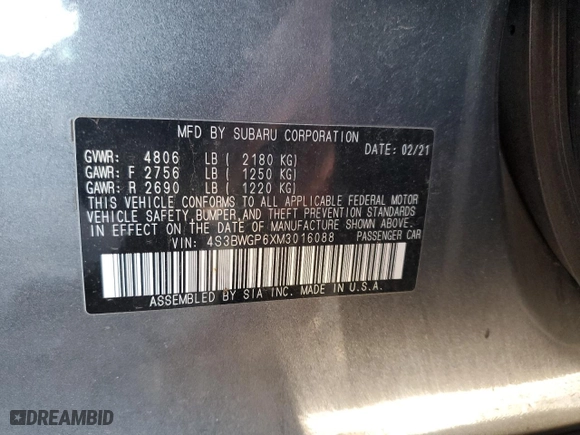 MFD BY SUBARU CORPORATION
DATE: 02/21
GVWR: 4806 LB ( 2180 KG)
GAWR: F 2756 LB ( 1250 KG)
GAWR: R 2690 LB ( 1220 KG)
THIS VEHICLE CONFORMS TO ALL APPLICABLE FEDERAL MOTOR
VEHICLE SAFETY, BUMPER, AND THEFT PREVENTION STANDARDS
IN EFFECT ON THE DATE OF MANUFACTURE SHOWN ABOVE.
VIN: 4S3BWGP6XM3016088 PASSENGER CAR
ASSEMBLED BY SIA INC. MADE IN U.S.A.
DREAMBID